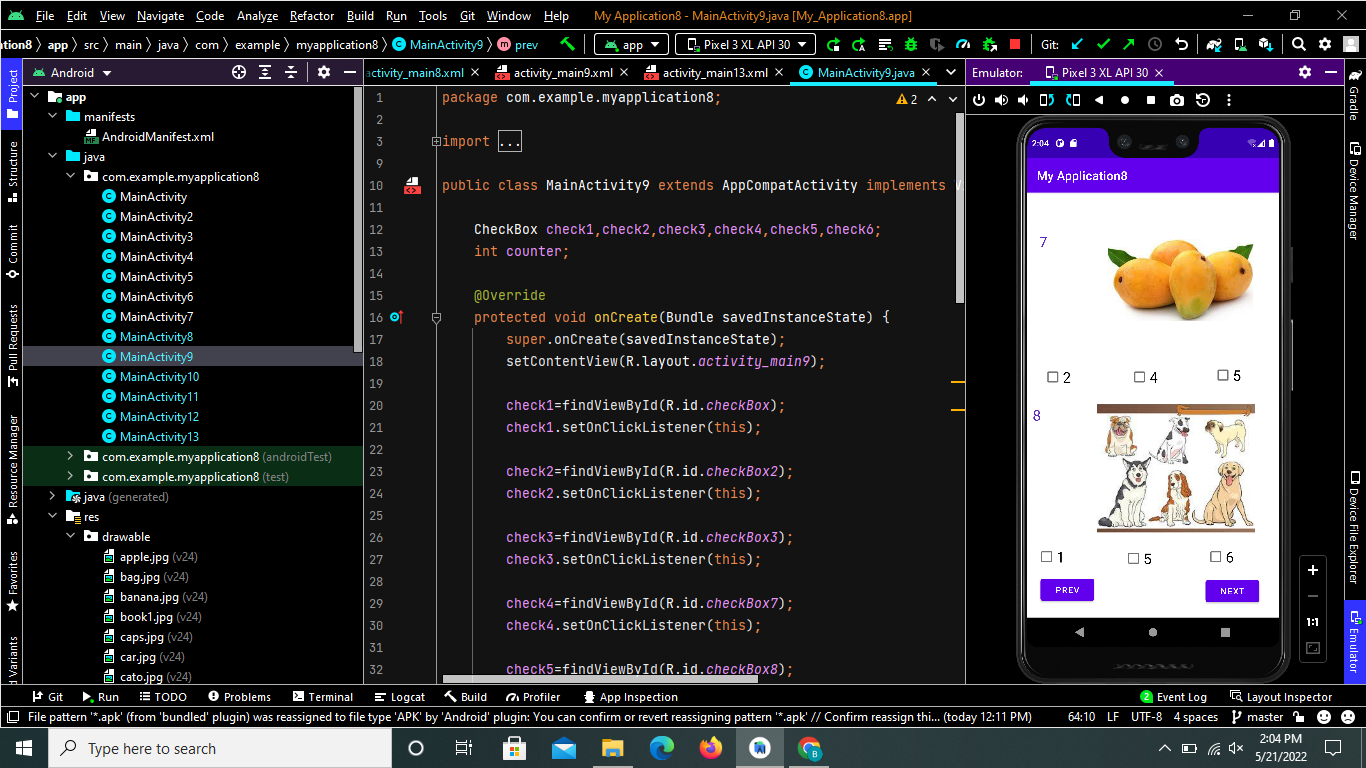 File Edit View Navigate Code Analyze Refactor Build Run Tools Git Window Help My Application8 - MainActivity9.java [My_Application8.app]
ation8 app src main java com example myapplication8 MainActivity9 prev app Pixel 3 XL API 30 Git:
Android activity_main8.xml activity_main9.xml activity_main13.xml MainActivity9.java Emulator: Pixel 3 XL API 30
Project
Structure
Commit
Pull Requests
Resource Manager
Favorites
Variants
app
manifests
AndroidManifest.xml
java
com.example.myapplication8
MainActivity
MainActivity2
MainActivity3
MainActivity4
MainActivity5
MainActivity6
MainActivity7
MainActivity8
MainActivity9
MainActivity10
MainActivity11
MainActivity12
MainActivity13
com.example.myapplication8 (androidTest)
com.example.myapplication8 (test)
java (generated)
res
drawable
apple.jpg (v24)
bag.jpg (v24)
banana.jpg (v24)
book1.jpg (v24)
caps.jpg (v24)
car.jpg (v24)
cato.jpg (v24)
1 package com.example.myapplication8; 2
2
3 import ...
9
10 public class MainActivity9 extends AppCompatActivity implements V
11
12 CheckBox check1,check2,check3,check4,check5,check6;
13 int counter;
14
15 @Override
16 protected void onCreate(Bundle savedInstanceState) {
17 super.onCreate(savedInstanceState);
18 setContentView(R.layout.activity_main9);
19
20 check1=findViewById(R.id.checkBox);
21 check1.setOnClickListener(this);
22
23 check2=findViewById(R.id.checkBox2);
24 check2.setOnClickListener(this);
25
26 check3=findViewById(R.id.checkBox3);
27 check3.setOnClickListener(this);
28
29 check4=findViewById(R.id.checkBox7);
30 check4.setOnClickListener(this);
31
32 check5=findViewById(R.id.checkBox8);
2:04
My Application8
7
2 4 5
8
1 5 6
PREV NEXT
1:1
Gradle
Device Manager
Device File Explorer
Emulator
Git Run TODO Problems Terminal Logcat Build Profiler App Inspection 2 Event Log Layout Inspector
File pattern '*.apk' (from 'bundled' plugin) was reassigned to file type 'APK' by 'Android' plugin: You can confirm or revert reassigning pattern '*.apk' // Confirm reassign thi... (today 12:11 PM) 64:10 LF UTF-8 4 spaces master
Type here to search B 2:04 PM
5/21/2022